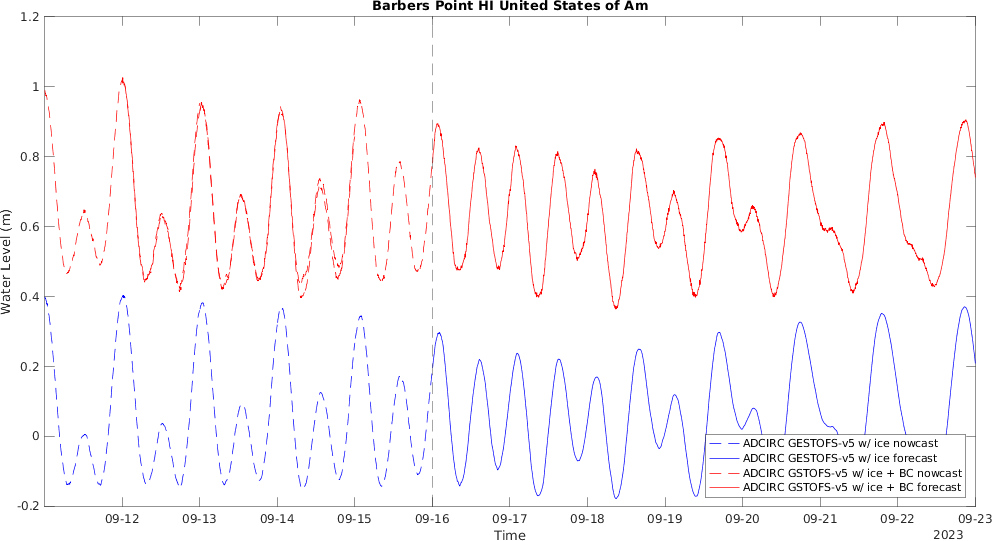 Barbers Point HI United States of Am
1.2
1
0.8
0.6
0.4
0.2
0
-0.2
Water Level (m)
ADCIRC GESTOFS-v5 w/ ice nowcast
ADCIRC GESTOFS-v5 w/ ice forecast
ADCIRC GSTOFS-v5 w/ ice + BC nowcast
ADCIRC GSTOFS-v5 w/ ice + BC forecast
09-12 09-13 09-14 09-15 09-16 09-17 09-18 09-19 09-20 09-21 09-22 09-23
Time
2023